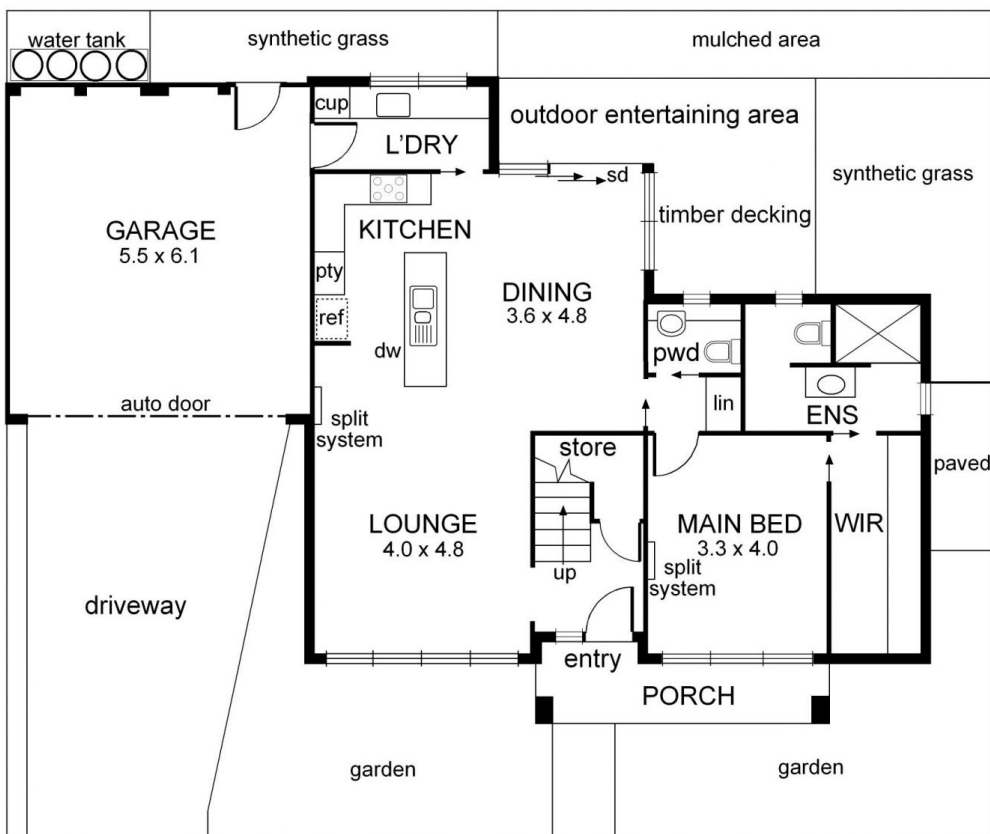 water tank
synthetic grass
mulched area
cup
L'DRY
outdoor entertaining area
sd
synthetic grass
timber decking
GARAGE
5.5 x 6.1
KITCHEN
pty
ref
dw
DINING
3.6 x 4.8
pwd
lin
ENS
auto door
split
system
store
paved
LOUNGE
4.0 x 4.8
up
MAIN BED
3.3 x 4.0
WIR
split
system
driveway
entry
PORCH
garden
garden